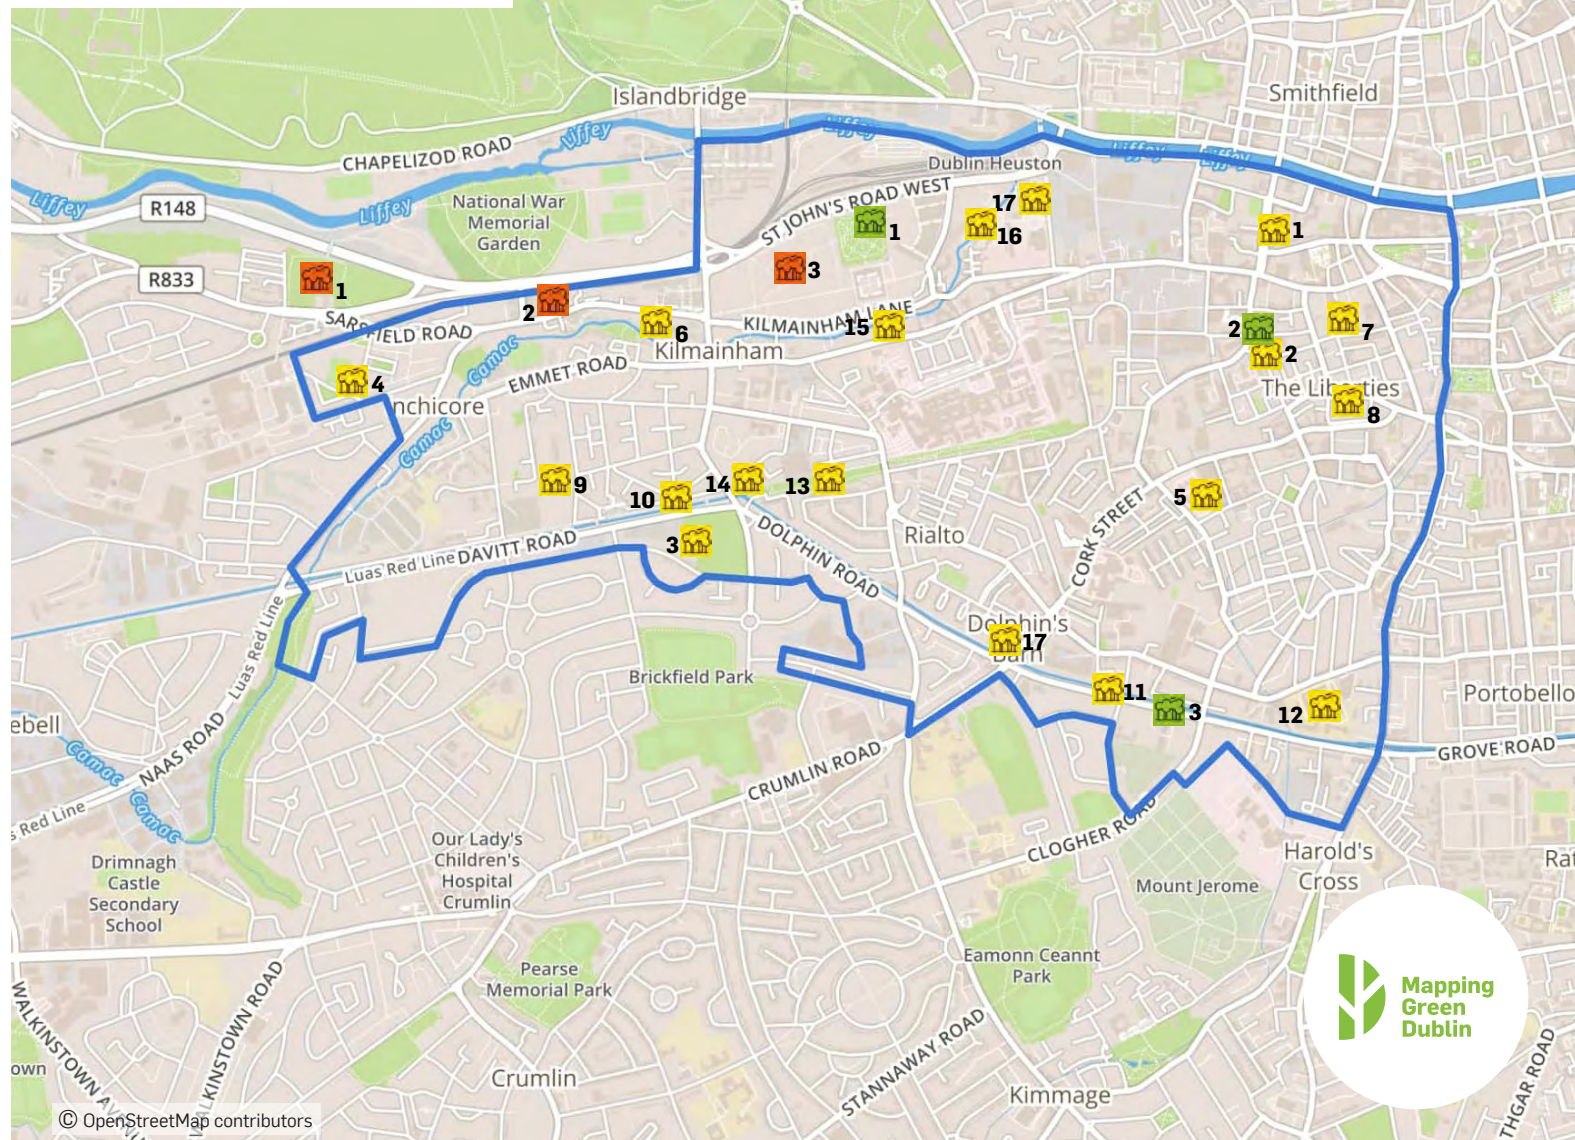 Islandbridge
Smithfield
CHAPELIZOD ROAD
Liffey
Liffey
Liffey
Liffey
Liffey
Liffey
Dublin Heuston
R148
National War
Memorial
Garden
ST JOHN'S ROAD WEST
17
16
1
1
R833
1
3
2
SARSFIELD ROAD
6
KILMAINHAM LANE
15
Kilmainham
2
2
7
Camac
EMMET ROAD
4
The Liberties
8
nchicore
Camac
9
10
14
13
5
CORK STREET
Rialto
3
DOLPHIN ROAD
Luas Red Line
DAVITT ROAD
Luas Red Line
Dolphin's
Barn
17
Brickfield Park
11
3
12
Portobello
GROVE ROAD
ebell
Camac
NAAS ROAD
Camac
s Red Line
CRUMLIN ROAD
CLOGHER ROAD
Our Lady's
Children's
Hospital
Crumlin
Drimnagh
Castle
Secondary
School
Harold's
Cross
Rat
Mount Jerome
Eamonn Ceannt
Park
Pearse
Memorial Park
Mapping
Green
Dublin
WALKINSTOWN AVENU
WALKINSTOWN ROAD
STANNAWAY ROAD
Crumlin
Kimmage
THGAR ROAD
own
© OpenStreetMap contributors